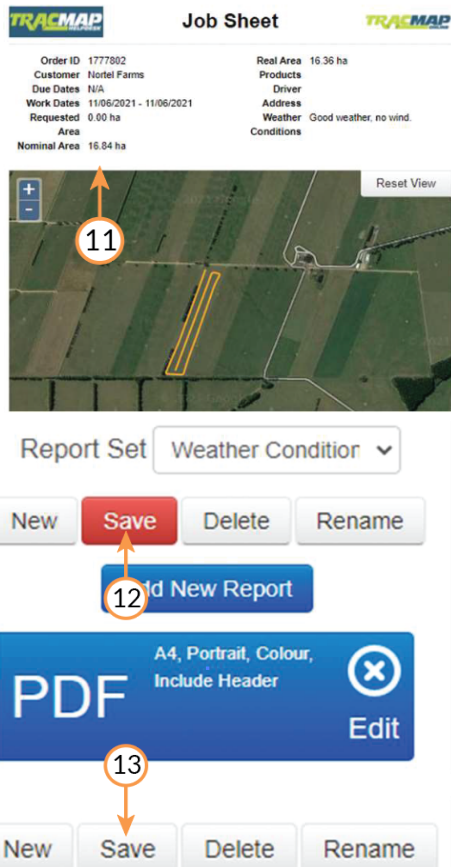 TRACMAP
HELPDESK
Job Sheet
TRACMAP
Order ID 1777802
Customer Nortel Farms
Due Dates N/A
Work Dates 11/06/2021 - 11/06/2021
Requested 0.00 ha
Area
Nominal Area 16.84 ha
Real Area 16.36 ha
Products
Driver
Address
Weather Good weather, no wind.
Conditions
+
-
Reset View
11
Report Set Weather Condition
New Save Delete Rename
12
New Report
PDF
A4, Portrait, Colour,
Include Header
Edit
13
New Save Delete Rename